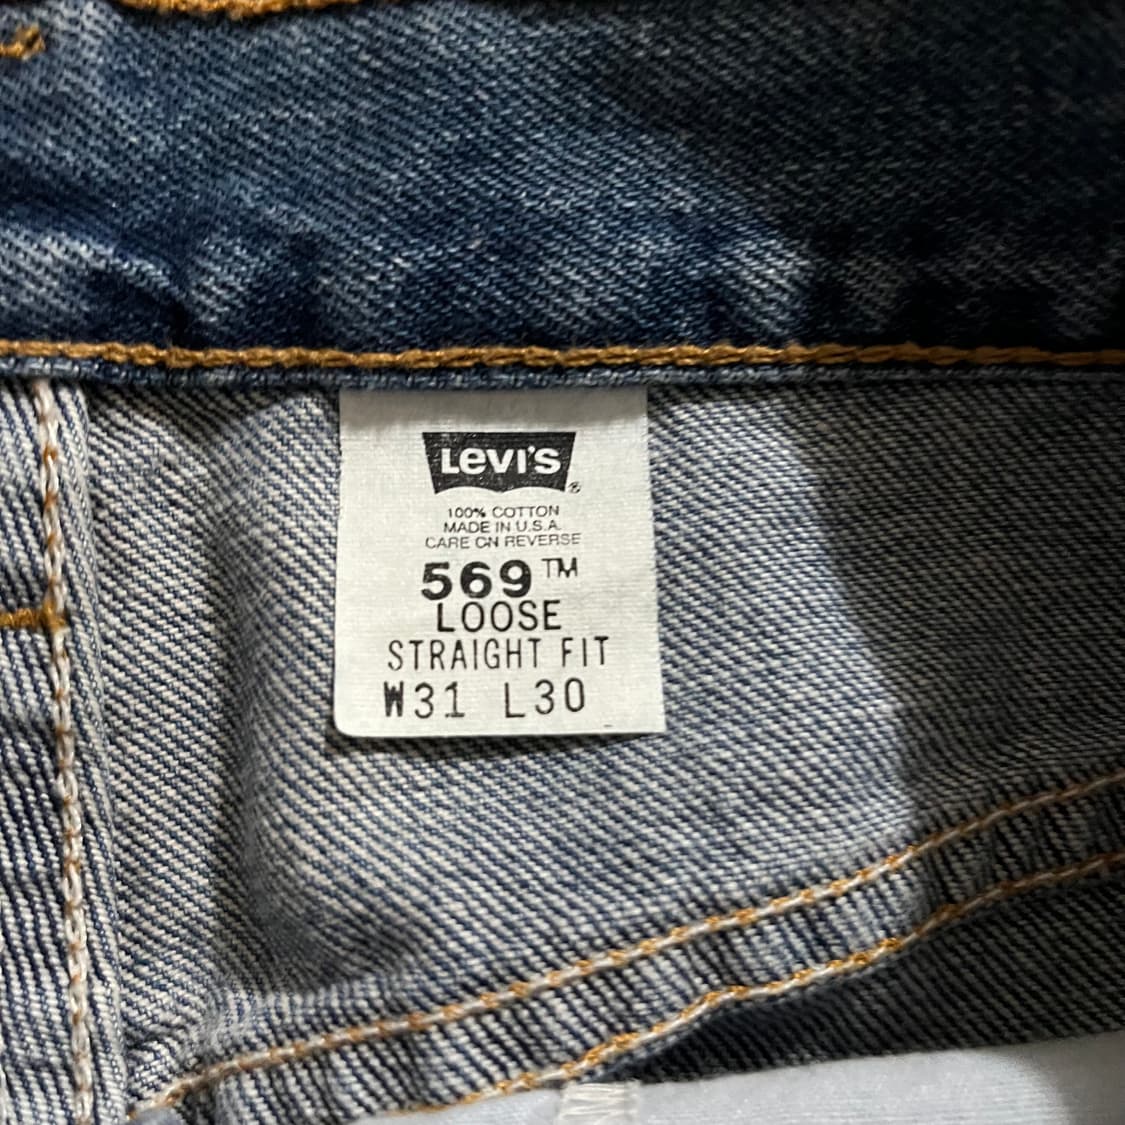 LEVI'S ®
100% COTTON
MADE IN U.S.A.
CARE ON REVERSE
569™
LOOSE
STRAIGHT FIT
W31 L30